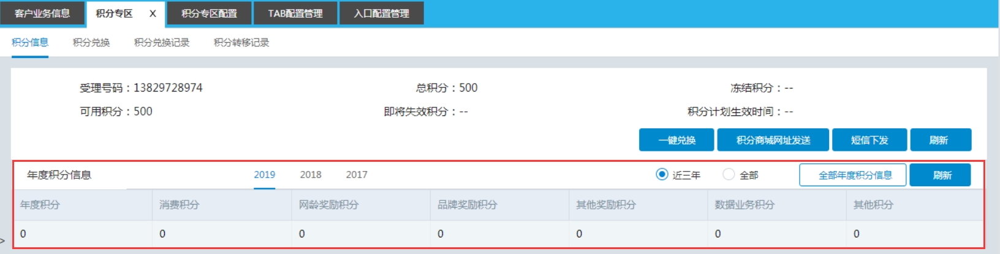 客户业务信息 积分专区 X 积分专区配置 TAB配置管理 入口配置管理
积分信息 积分兑换 积分兑换记录 积分转移记录
受理号码：13829728974 总积分：500 冻结积分：--
可用积分：500 即将失效积分：-- 积分计划生效时间：--
一键兑换 积分商城网址发送 短信下发 刷新
年度积分信息 2019 2018 2017 近三年 全部 全部年度积分信息 刷新
年度积分 消费积分 网龄奖励积分 品牌奖励积分 其他奖励积分 数据业务积分 其他积分
0 0 0 0 0 0 0
>